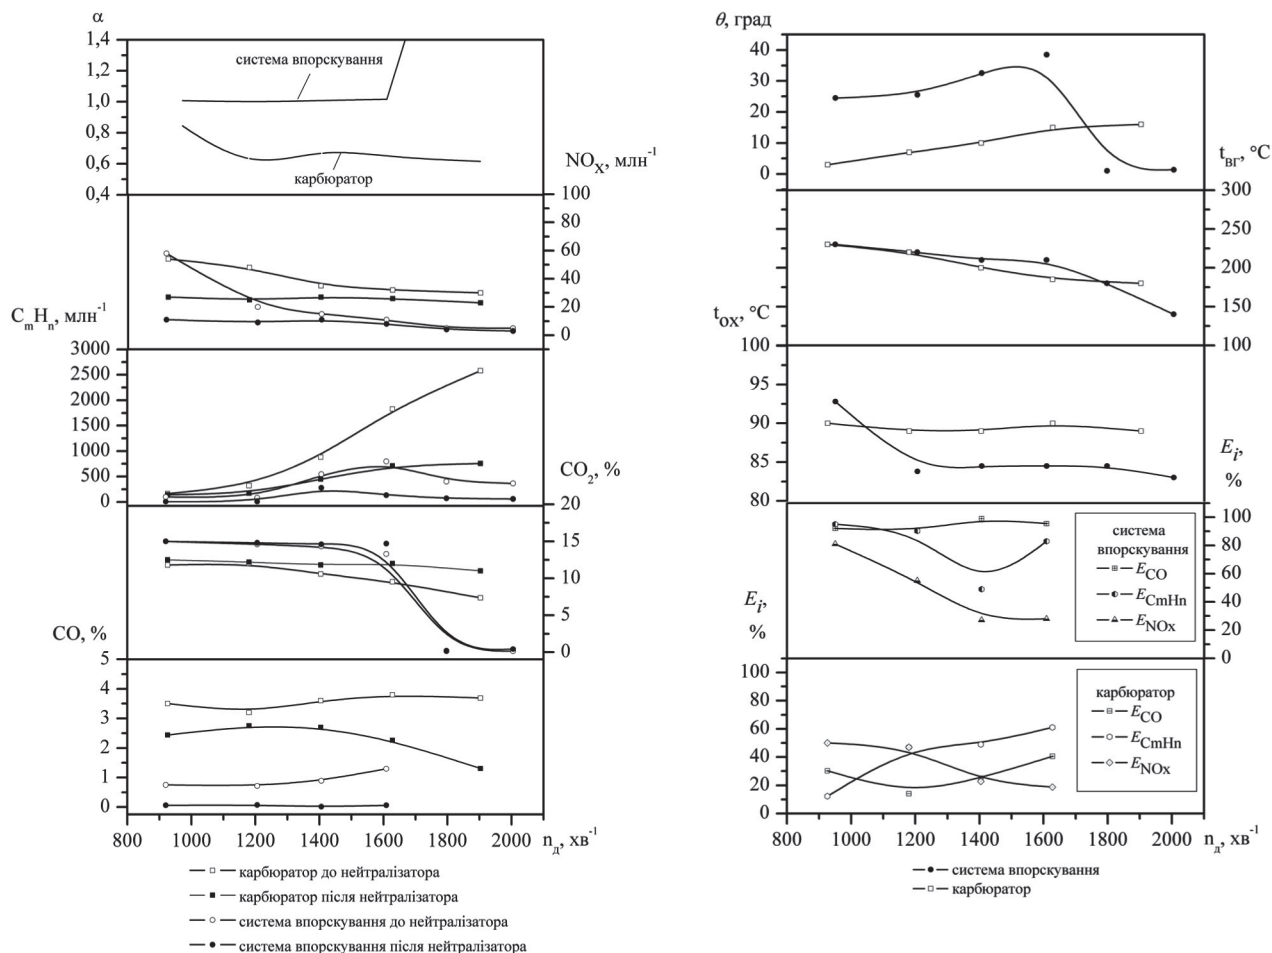 α
1,4
1,2
1,0
0,8
0,6
0,4
система впорскування
карбюратор
NOX, млн-1
100
80
60
40
20
0
CmHn, млн-1
3000
2500
2000
1500
1000
500
0
CO2, %
20
15
10
5
0
CO, %
5
4
3
2
1
0
800 1000 1200 1400 1600 1800 2000 nд, хв-1
карбюратор до нейтралізатора
карбюратор після нейтралізатора
система впорскування до нейтралізатора
система впорскування після нейтралізатора
θ, град
40
30
20
10
0
tвг, °C
300
250
200
150
100
tох, °C
100
95
90
85
80
Ei,
%
100
80
60
40
20
0
система
впорскування
ECO
ECmHn
ENOx
Ei,
%
100
80
60
40
20
0
карбюратор
ECO
ECmHn
ENOx
800 1000 1200 1400 1600 1800 2000 nд, хв-1
система впорскування
карбюратор